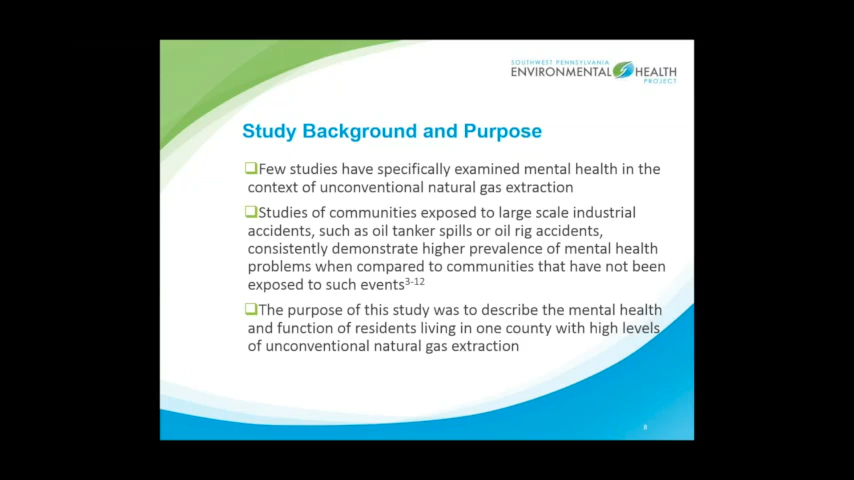 SOUTHWEST PENNSYLVANIA
ENVIRONMENTAL HEALTH
PROJECT
Study Background and Purpose
Few studies have specifically examined mental health in the
context of unconventional natural gas extraction
Studies of communities exposed to large scale industrial
accidents, such as oil tanker spills or oil rig accidents,
consistently demonstrate higher prevalence of mental health
problems when compared to communities that have not been
exposed to such events3-12
The purpose of this study was to describe the mental health
and function of residents living in one county with high levels
of unconventional natural gas extraction
8